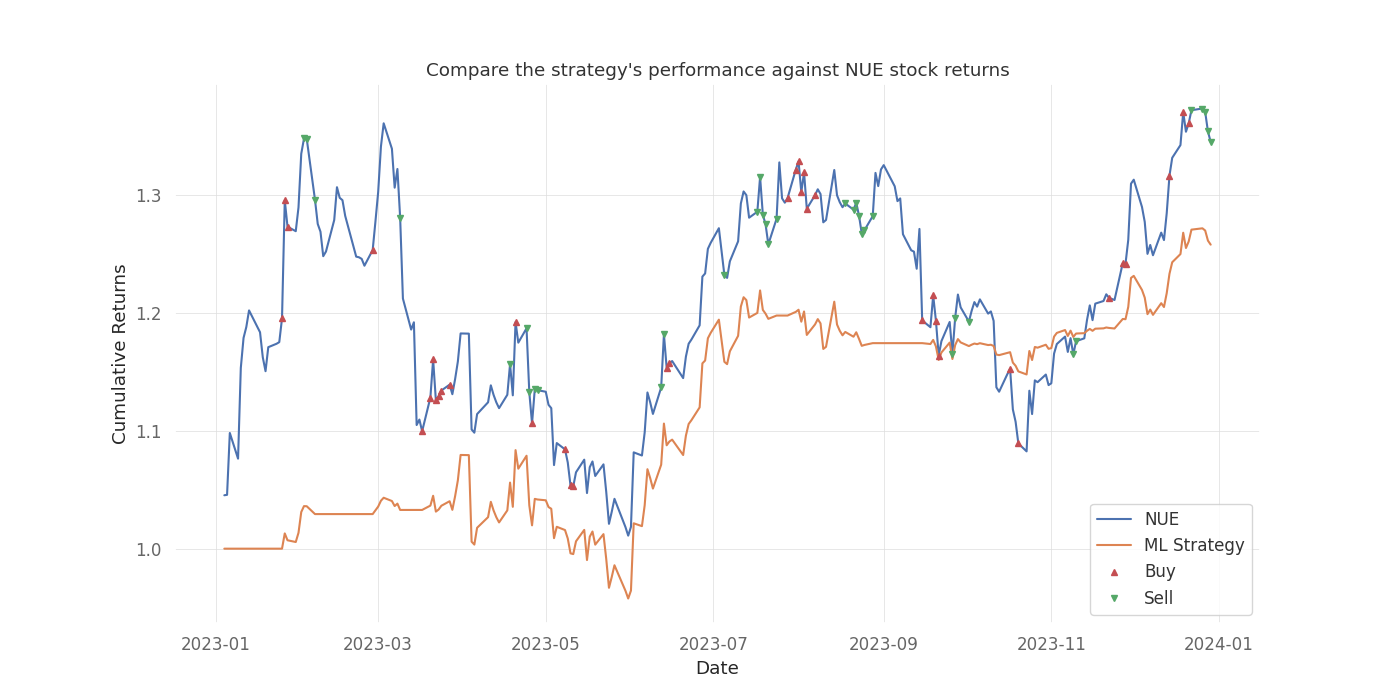 Compare the strategy's performance against NUE stock returns
Cumulative Returns
1.3
1.2
1.1
1.0
NUE
ML Strategy
Buy
Sell
2023-01
2023-03
2023-05
2023-07
2023-09
2023-11
2024-01
Date